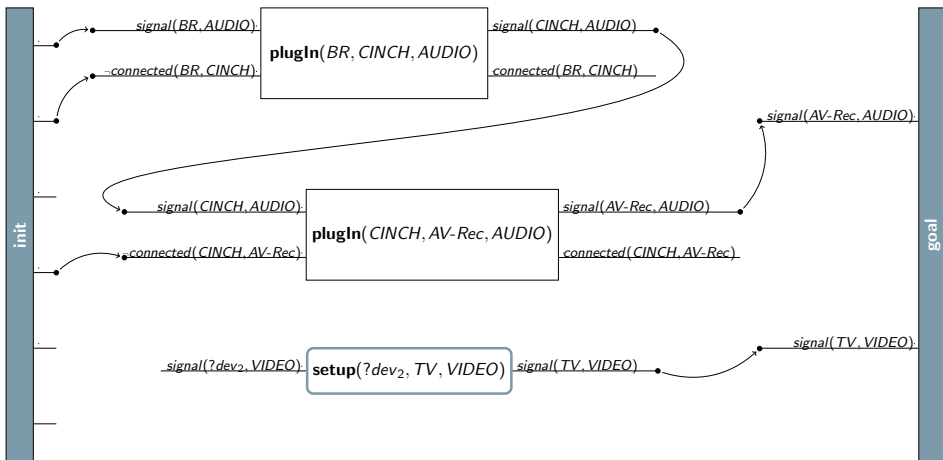 signal(BR, AUDIO)
plugIn(BR, CINCH, AUDIO)
signal(CINCH, AUDIO)
¬connected(BR, CINCH)
connected(BR, CINCH)
signal(AV-Rec, AUDIO)
init
goal
signal(CINCH, AUDIO)
plugIn(CINCH, AV-Rec, AUDIO)
signal(AV-Rec, AUDIO)
¬connected(CINCH, AV-Rec)
connected(CINCH, AV-Rec)
signal(TV, VIDEO)
signal(?dev₂, VIDEO)
setup(?dev₂, TV, VIDEO)
signal(TV, VIDEO)